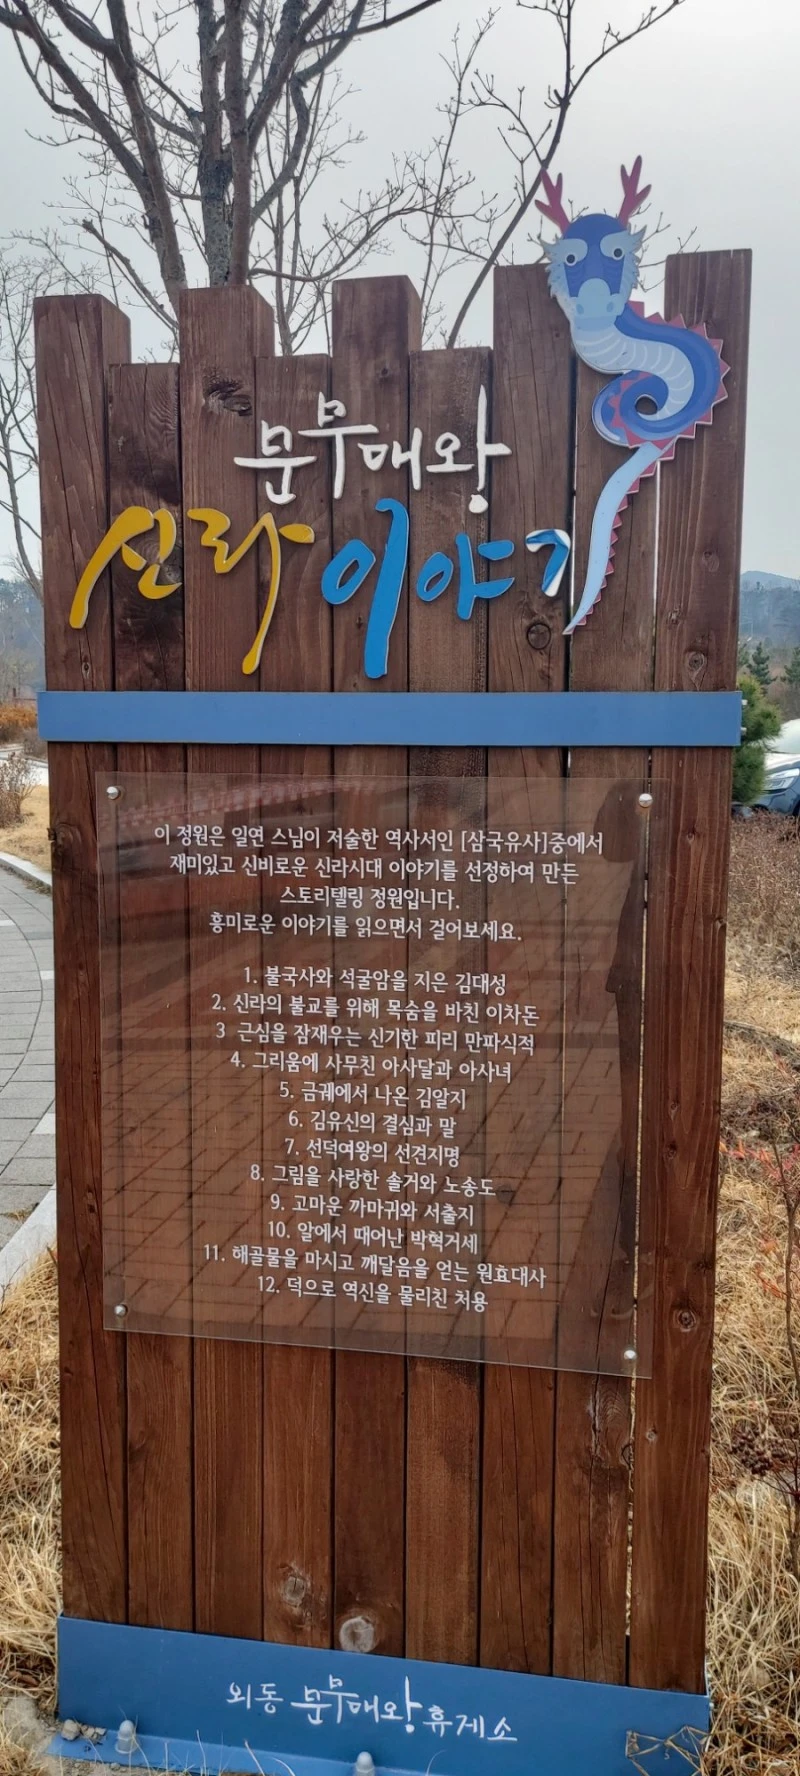 문무대왕
신라 이야기
이 정원은 일연 스님이 저술한 역사서인 [삼국유사]중에서
재미있고 신비로운 신라시대 이야기를 선정하여 만든
스토리텔링 정원입니다.
흥미로운 이야기를 읽으면서 걸어보세요.
1. 불국사와 석굴암을 지은 김대성
2. 신라의 불교를 위해 목숨을 바친 이차돈
3 근심을 잠재우는 신기한 피리 만파식적
4. 그리움에 사무친 아사달과 아사녀
5. 금궤에서 나온 김알지
6. 김유신의 결심과 말
7. 선덕여왕의 선견지명
8. 그림을 사랑한 솔거와 노송도
9. 고마운 까마귀와 서출지
10. 알에서 태어난 박혁거세
11. 해골물을 마시고 깨달음을 얻는 원효대사
12. 덕으로 역신을 물리친 처용
외동 문무대왕 휴게소